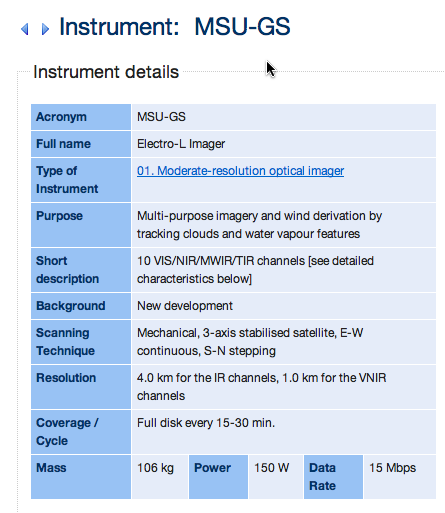 Instrument: MSU-GS
Instrument details
Acronym MSU-GS
Full name Electro-L Imager
Type of 01. Moderate-resolution optical imager
Instrument
Purpose Multi-purpose imagery and wind derivation by
tracking clouds and water vapour features
Short 10 VIS/NIR/MWIR/TIR channels [see detailed
description characteristics below]
Background New development
Scanning Mechanical, 3-axis stabilised satellite, E-W
Technique continuous, S-N stepping
Resolution 4.0 km for the IR channels, 1.0 km for the VNIR
channels
Coverage / Full disk every 15-30 min.
Cycle
Mass 106 kg Power 150 W Data 15 Mbps
Rate